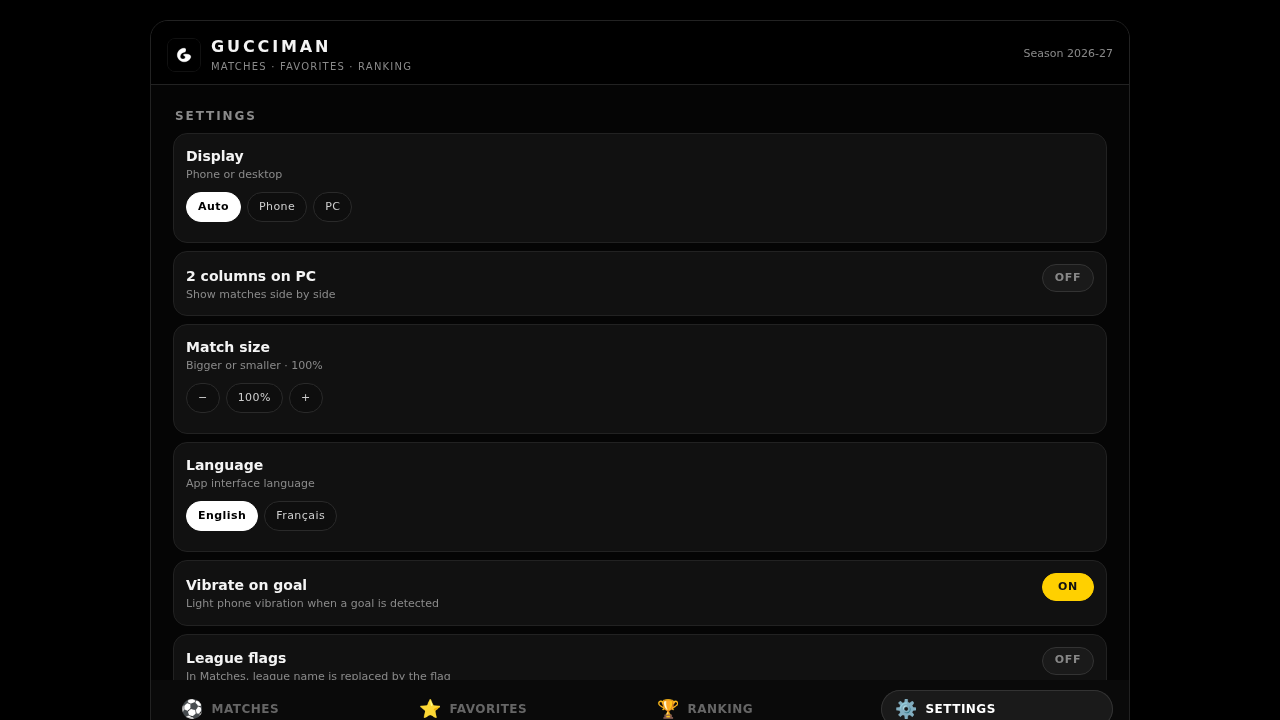 GUCCIMAN
MATCHES · FAVORITES · RANKING
Season 2026-27
SETTINGS
Display
Phone or desktop
Auto
Phone
PC
2 columns on PC
Show matches side by side
OFF
Match size
Bigger or smaller · 100%
−
100%
+
Language
App interface language
English
Français
Vibrate on goal
Light phone vibration when a goal is detected
ON
League flags
In Matches, league name is replaced by the flag
OFF
MATCHES
FAVORITES
RANKING
SETTINGS